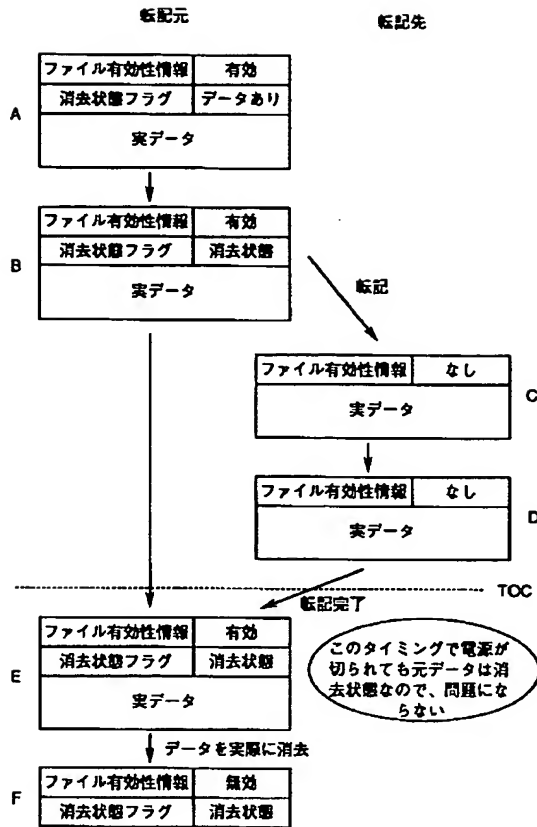 転記元
転記先
A
ファイル有効性情報 有効
消去状態フラグ データあり
実データ
B
ファイル有効性情報 有効
消去状態フラグ 消去状態
実データ
転記
ファイル有効性情報 なし
実データ
C
ファイル有効性情報 なし
実データ
D
TOC
転記完了
E
ファイル有効性情報 有効
消去状態フラグ 消去状態
実データ
このタイミングで電源が
切られても元データは消
去状態なので、問題にな
らない
データを実際に消去
F
ファイル有効性情報 無効
消去状態フラグ 消去状態